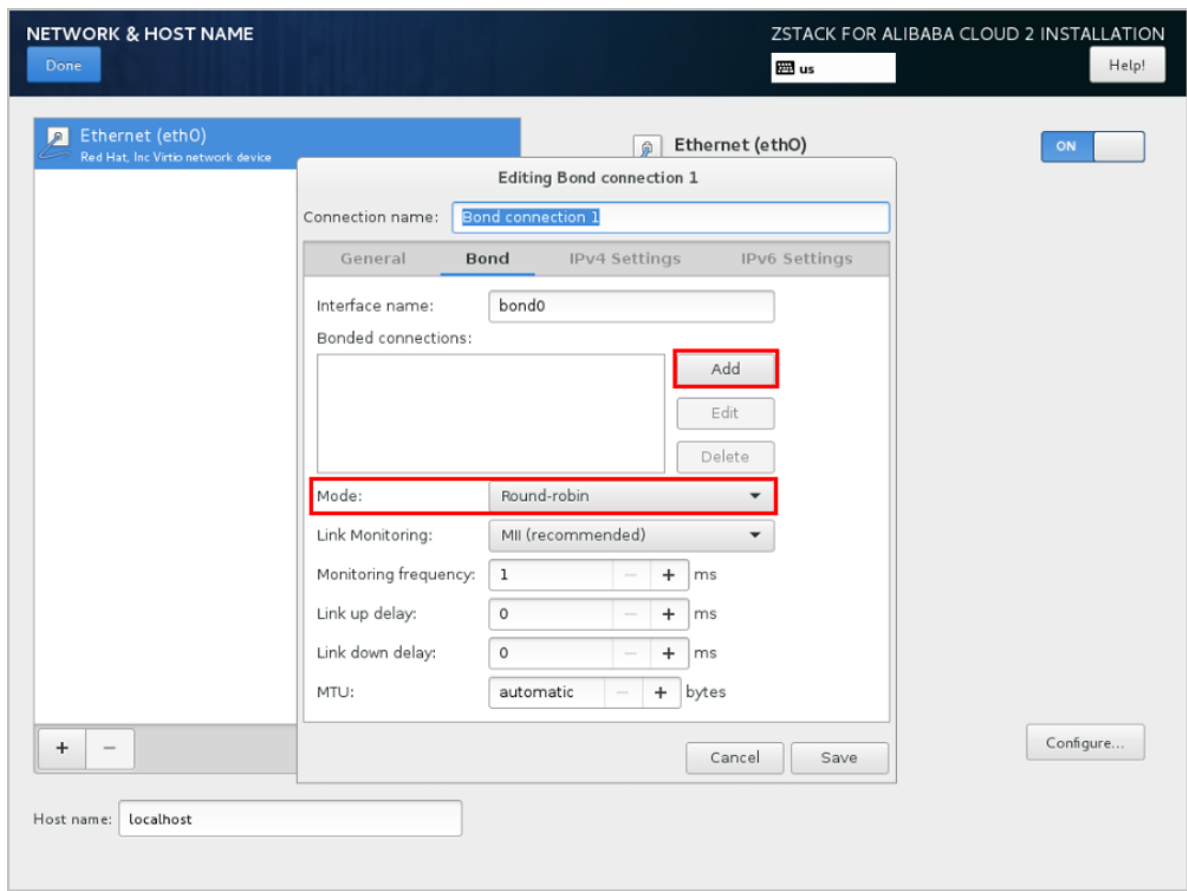 NETWORK & HOST NAME
ZSTACK FOR ALIBABA CLOUD 2 INSTALLATION
Done
us
Help!
Ethernet (eth0)
Red Hat, Inc Virtio network device
Ethernet (eth0)
ON
Editing Bond connection 1
Connection name: Bond connection 1
General Bond IPv4 Settings IPv6 Settings
Interface name: bond0
Bonded connections:
Add
Edit
Delete
Mode: Round-robin
Link Monitoring: MII (recommended)
Monitoring frequency: 1 − + ms
Link up delay: 0 − + ms
Link down delay: 0 − + ms
MTU: automatic − + bytes
+ −
Configure...
Cancel Save
Host name: localhost